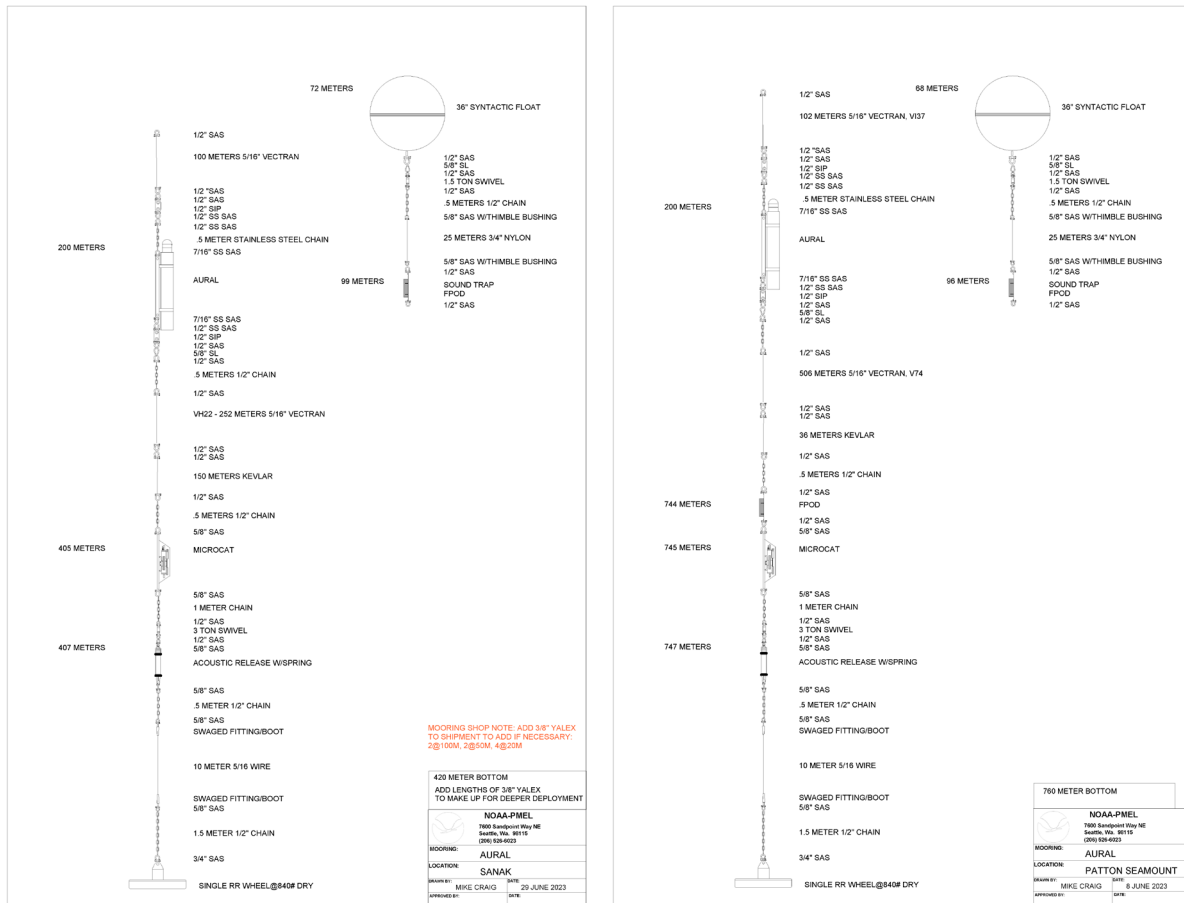 72 METERS
36" SYNTACTIC FLOAT
1/2" SAS
100 METERS 5/16" VECTRAN
1/2 "SAS
1/2" SAS
1/2" SIP
1/2" SS SAS
1/2" SS SAS
.5 METER STAINLESS STEEL CHAIN
200 METERS
7/16" SS SAS
AURAL
7/16" SS SAS
1/2" SS SAS
1/2" SIP
1/2" SAS
5/8" SL
1/2" SAS
.5 METERS 1/2" CHAIN
1/2" SAS
VH22 - 252 METERS 5/16" VECTRAN
1/2" SAS
1/2" SAS
150 METERS KEVLAR
1/2" SAS
.5 METERS 1/2" CHAIN
5/8" SAS
405 METERS
MICROCAT
5/8" SAS
1 METER CHAIN
1/2" SAS
3 TON SWIVEL
1/2" SAS
5/8" SAS
407 METERS
ACOUSTIC RELEASE W/SPRING
5/8" SAS
.5 METER 1/2" CHAIN
5/8" SAS
SWAGED FITTING/BOOT
10 METER 5/16 WIRE
SWAGED FITTING/BOOT
5/8" SAS
1.5 METER 1/2" CHAIN
3/4" SAS
SINGLE RR WHEEL@840# DRY
1/2" SAS
5/8" SL
1/2" SAS
1.5 TON SWIVEL
1/2" SAS
.5 METERS 1/2" CHAIN
5/8" SAS W/THIMBLE BUSHING
25 METERS 3/4" NYLON
5/8" SAS W/THIMBLE BUSHING
1/2" SAS
99 METERS
SOUND TRAP
FPOD
1/2" SAS
MOORING SHOP NOTE: ADD 3/8" YALEX
TO SHIPMENT TO ADD IF NECESSARY:
2@100M, 2@50M, 4@20M
420 METER BOTTOM
ADD LENGTHS OF 3/8" YALEX
TO MAKE UP FOR DEEPER DEPLOYMENT
NOAA-PMEL
7600 Sandpoint Way NE
Seattle, Wa. 98115
(206) 526-6023
MOORING:
AURAL
LOCATION:
SANAK
DRAWN BY:
MIKE CRAIG
DATE:
29 JUNE 2023
APPROVED BY:
DATE:
68 METERS
36" SYNTACTIC FLOAT
1/2" SAS
102 METERS 5/16" VECTRAN, VI37
1/2 "SAS
1/2" SAS
1/2" SIP
1/2" SS SAS
1/2" SS SAS
.5 METER STAINLESS STEEL CHAIN
200 METERS
7/16" SS SAS
AURAL
7/16" SS SAS
1/2" SS SAS
1/2" SIP
1/2" SAS
5/8" SL
1/2" SAS
1/2" SAS
506 METERS 5/16" VECTRAN, V74
1/2" SAS
1/2" SAS
36 METERS KEVLAR
1/2" SAS
.5 METERS 1/2" CHAIN
1/2" SAS
744 METERS
FPOD
1/2" SAS
5/8" SAS
745 METERS
MICROCAT
5/8" SAS
1 METER CHAIN
1/2" SAS
3 TON SWIVEL
1/2" SAS
5/8" SAS
747 METERS
ACOUSTIC RELEASE W/SPRING
5/8" SAS
.5 METER 1/2" CHAIN
5/8" SAS
SWAGED FITTING/BOOT
10 METER 5/16 WIRE
SWAGED FITTING/BOOT
5/8" SAS
1.5 METER 1/2" CHAIN
3/4" SAS
SINGLE RR WHEEL@840# DRY
1/2" SAS
5/8" SL
1/2" SAS
1.5 TON SWIVEL
1/2" SAS
.5 METERS 1/2" CHAIN
5/8" SAS W/THIMBLE BUSHING
25 METERS 3/4" NYLON
5/8" SAS W/THIMBLE BUSHING
1/2" SAS
96 METERS
SOUND TRAP
FPOD
1/2" SAS
760 METER BOTTOM
NOAA-PMEL
7600 Sandpoint Way NE
Seattle, Wa. 98115
(206) 526-6023
MOORING:
AURAL
LOCATION:
PATTON SEAMOUNT
DRAWN BY:
MIKE CRAIG
DATE:
8 JUNE 2023
APPROVED BY:
DATE: